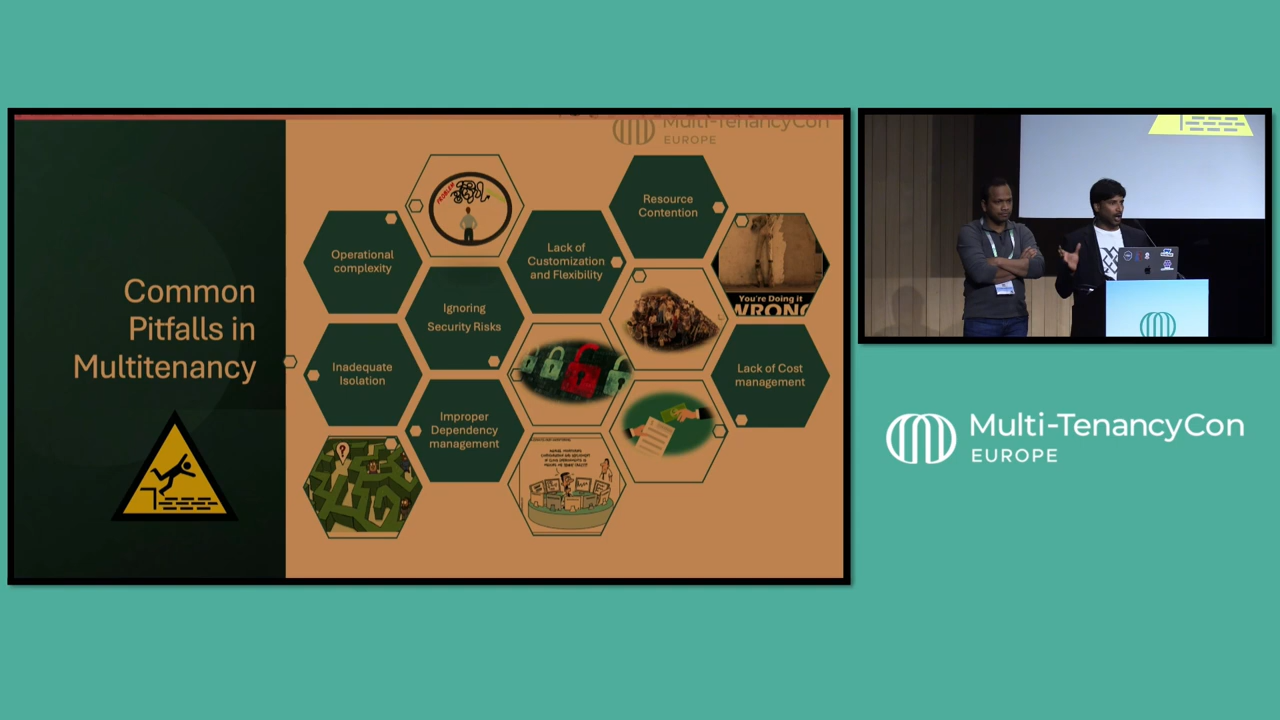 Multi-TenancyCon
EUROPE
Common
Pitfalls in
Multitenancy
Operational
complexity
PROBLEM
Ignoring
Security Risks
Lack of
Customization
and Flexibility
Resource
Contention
You're Doing it
WRONG
Inadequate
Isolation
Improper
Dependency
management
Lack of Cost
management
?
Multi-TenancyCon
EUROPE